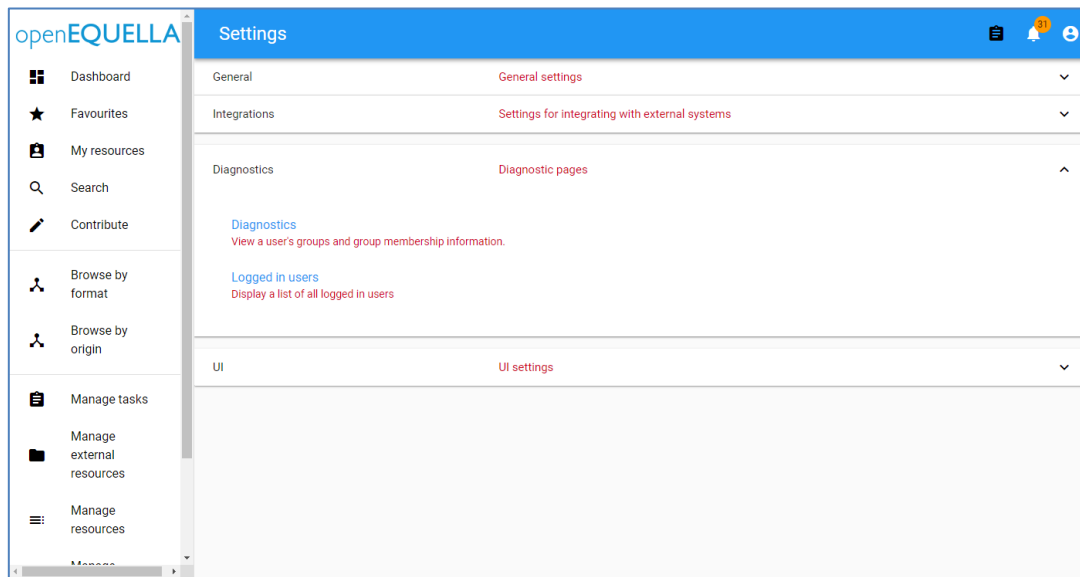 openEQUELLA
Settings
31
Dashboard
Favourites
My resources
Search
Contribute
Browse by
format
Browse by
origin
Manage tasks
Manage
external
resources
Manage
resources
General
General settings
Integrations
Settings for integrating with external systems
Diagnostics
Diagnostic pages
Diagnostics
View a user's groups and group membership information.
Logged in users
Display a list of all logged in users
UI
UI settings